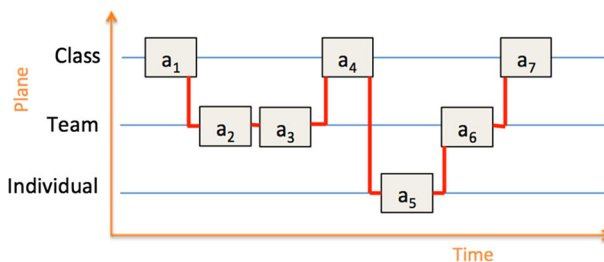 Plane
Class
a₁
a₄
a₇
Team
a₂
a₃
a₆
Individual
a₅
Time